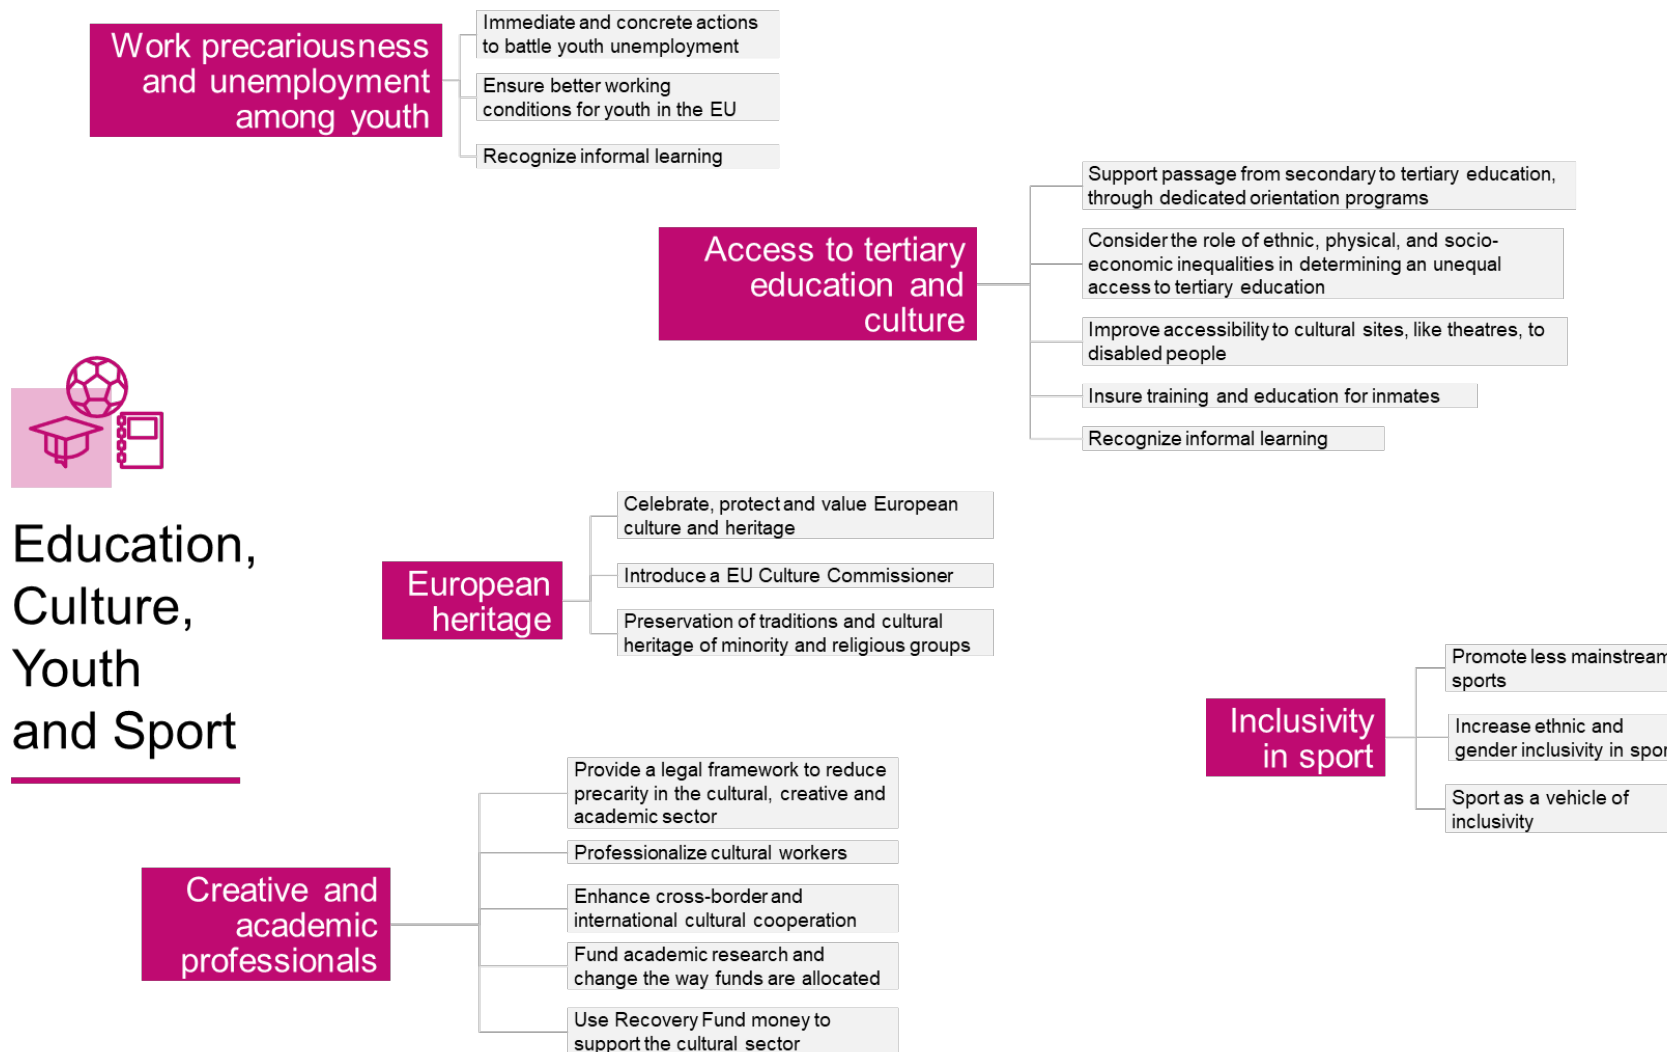 Work precariousness
and unemployment
among youth
Immediate and concrete actions
to battle youth unemployment
Ensure better working
conditions for youth in the EU
Recognize informal learning
Access to tertiary
education and
culture
Support passage from secondary to tertiary education,
through dedicated orientation programs
Consider the role of ethnic, physical, and socio-
economic inequalities in determining an unequal
access to tertiary education
Improve accessibility to cultural sites, like theatres, to
disabled people
Insure training and education for inmates
Recognize informal learning
Education,
Culture,
Youth
and Sport
European
heritage
Celebrate, protect and value European
culture and heritage
Introduce a EU Culture Commissioner
Preservation of traditions and cultural
heritage of minority and religious groups
Inclusivity
in sport
Promote less mainstream
sports
Increase ethnic and
gender inclusivity in spor
Sport as a vehicle of
inclusivity
Creative and
academic
professionals
Provide a legal framework to reduce
precarity in the cultural, creative and
academic sector
Professionalize cultural workers
Enhance cross-border and
international cultural cooperation
Fund academic research and
change the way funds are allocated
Use Recovery Fund money to
support the cultural sector